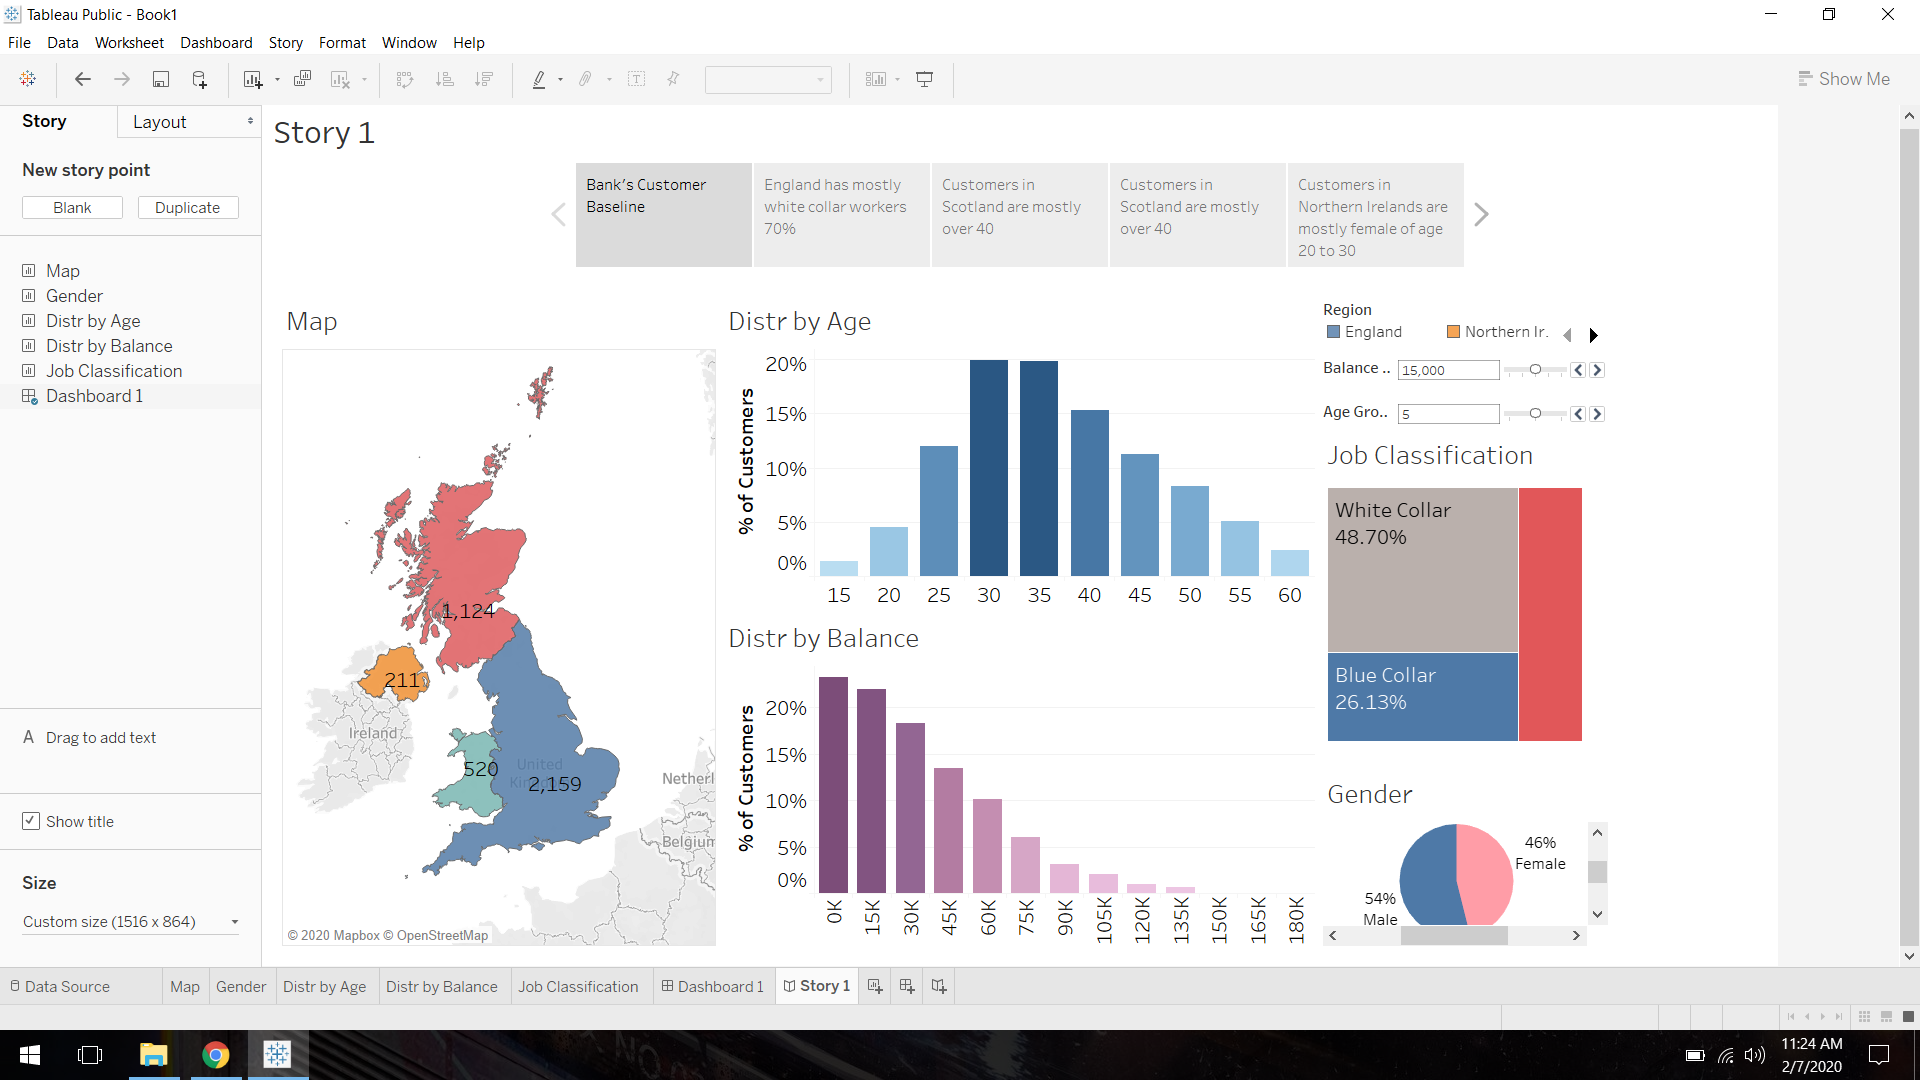 Tableau Public - Book1
File Data Worksheet Dashboard Story Format Window Help
Show Me
Story
Layout
New story point
Blank
Duplicate
Map
Gender
Distr by Age
Distr by Balance
Job Classification
Dashboard 1
A Drag to add text
Show title
Size
Custom size (1516 x 864)
Story 1
Bank's Customer
Baseline
England has mostly
white collar workers
70%
Customers in
Scotland are mostly
over 40
Customers in
Scotland are mostly
over 40
Customers in
Northern Irelands are
mostly female of age
20 to 30
Map
1,124
211
Ireland
520
United
2,159
Netherl
Belgium
© 2020 Mapbox © OpenStreetMap
Distr by Age
% of Customers
20%
15%
10%
5%
0%
15 20 25 30 35 40 45 50 55 60
Distr by Balance
% of Customers
20%
15%
10%
5%
0%
0K 15K 30K 45K 60K 75K 90K 105K 120K 135K 150K 165K 180K
Region
England
Northern Ir.
Balance .. 15,000
Age Gro.. 5
Job Classification
White Collar
48.70%
Blue Collar
26.13%
Gender
46%
Female
54%
Male
Data Source Map Gender Distr by Age Distr by Balance Job Classification Dashboard 1 Story 1
11:24 AM
2/7/2020